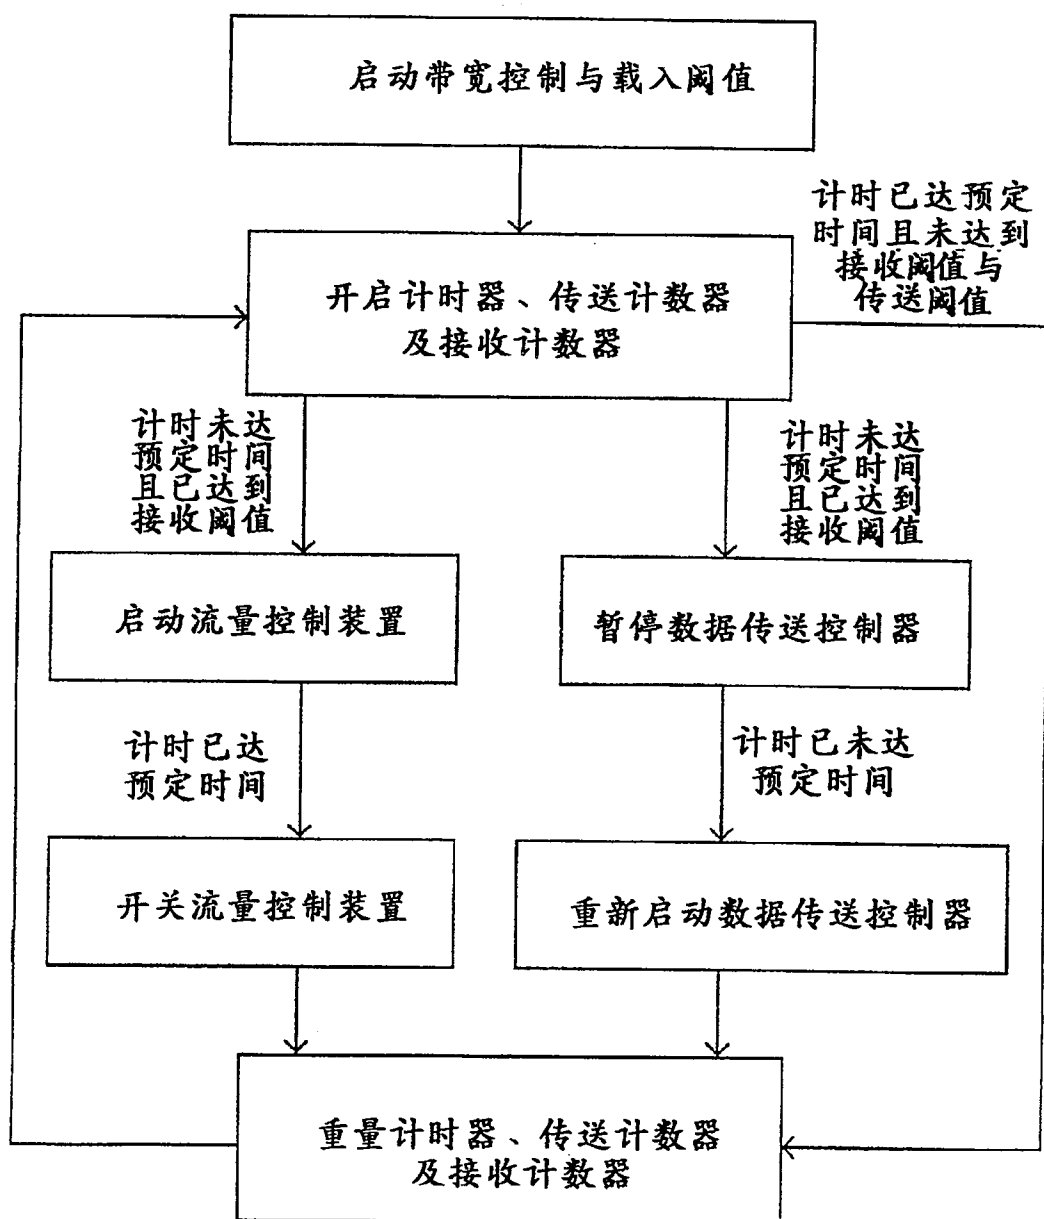 启动带宽控制与载入阈值
计时已达预定
时间且未达到
接收阈值与
传送阈值
开启计时器、传送计数器
及接收计数器
计时未达
预定时间
且已达到
接收阈值
计时未达
预定时间
且已达到
接收阈值
启动流量控制装置
暂停数据传送控制器
计时已达
预定时间
计时已未达
预定时间
开关流量控制装置
重新启动数据传送控制器
重量计时器、传送计数器
及接收计数器